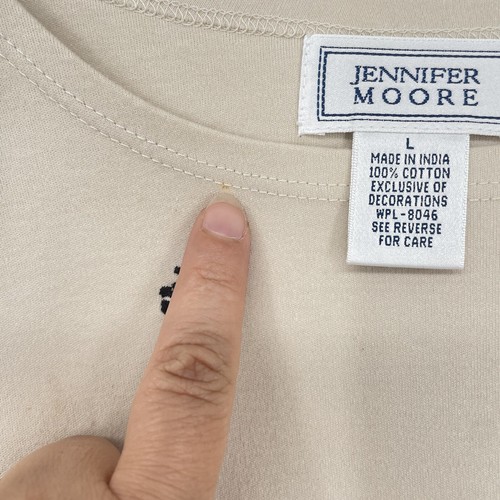 JENNIFER
MOORE
L
MADE IN INDIA
100% COTTON
EXCLUSIVE OF
DECORATIONS
WPL-8046
SEE REVERSE
FOR CARE